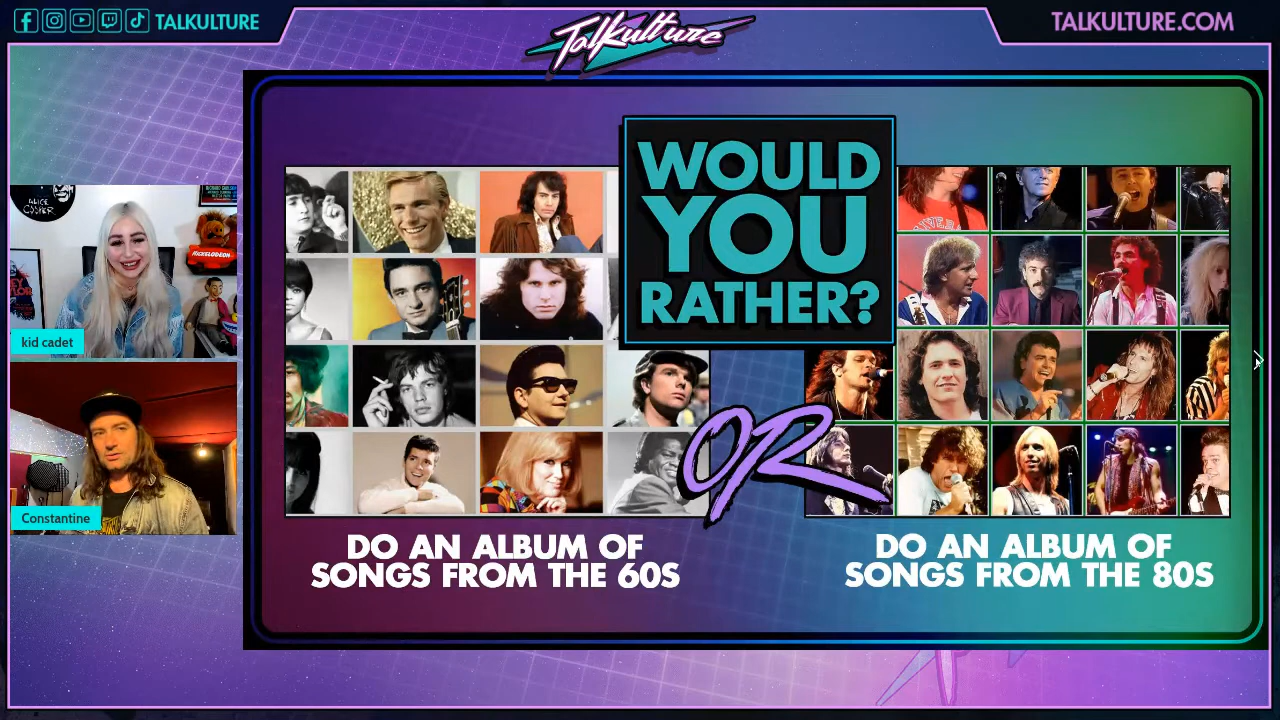 TALKULTURE
Talkulture
TALKULTURE.COM
WOULD
YOU
RATHER?
ALICE
COOPER
NICKELODEON
kid cadet
Constantine
OR
DO AN ALBUM OF
SONGS FROM THE 60S
DO AN ALBUM OF
SONGS FROM THE 80S